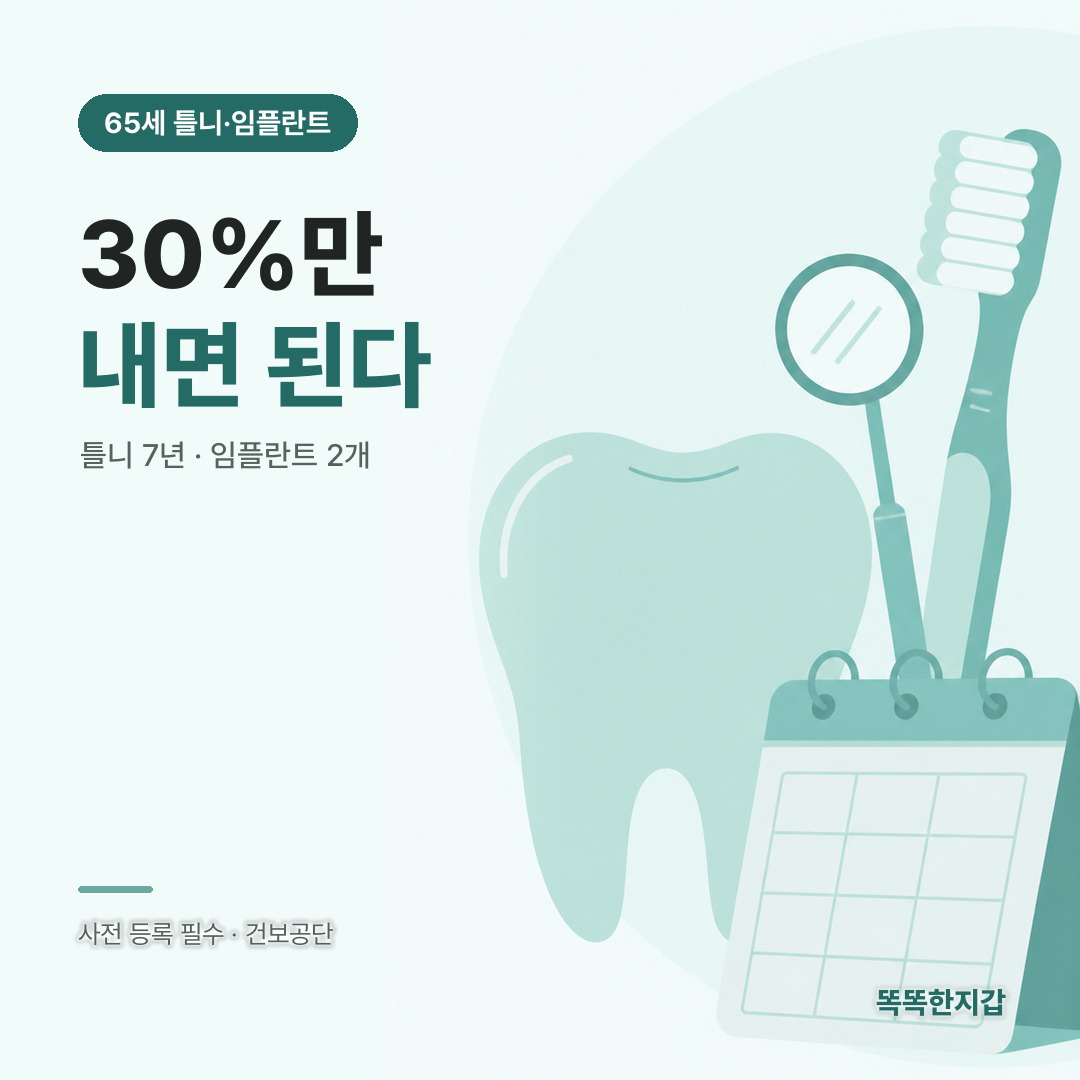 65세 틀니·임플란트
30%만
내면 된다
틀니 7년 · 임플란트 2개
사전 등록 필수 · 건보공단
똑똑한지갑